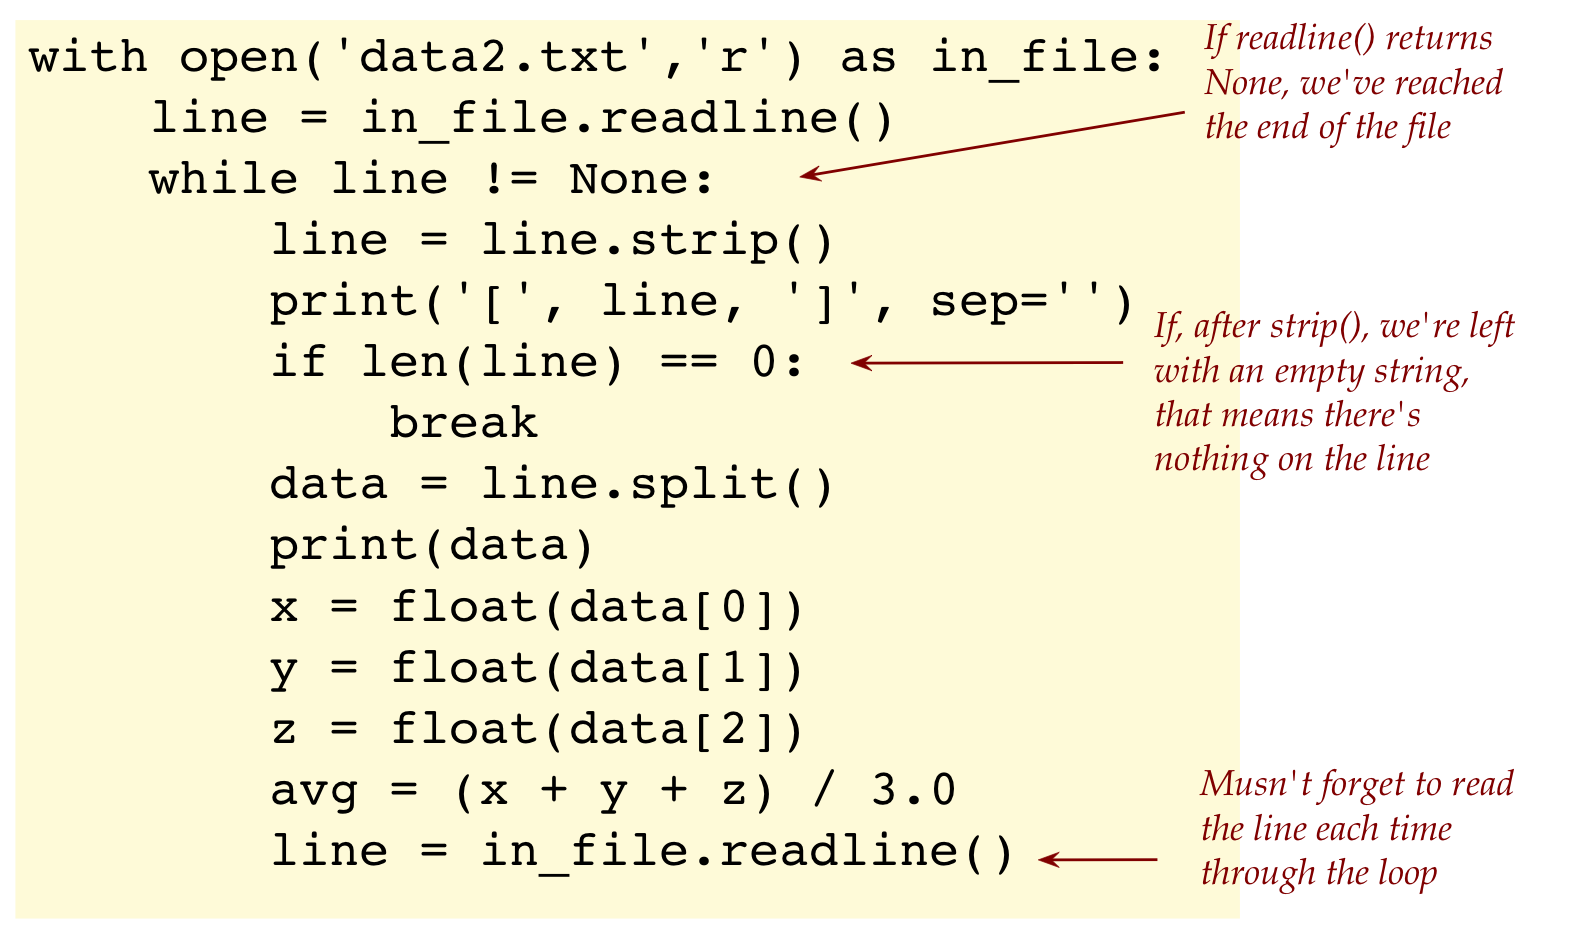 with open('data2.txt','r') as in_file:
    line = in_file.readline()
    while line != None:
        line = line.strip()
        print('[', line, ']', sep='')
        if len(line) == 0:
            break
        data = line.split()
        print(data)
        x = float(data[0])
        y = float(data[1])
        z = float(data[2])
        avg = (x + y + z) / 3.0
        line = in_file.readline()
If readline() returns
None, we've reached
the end of the file
If, after strip(), we're left
with an empty string,
that means there's
nothing on the line
Musn't forget to read
the line each time
through the loop